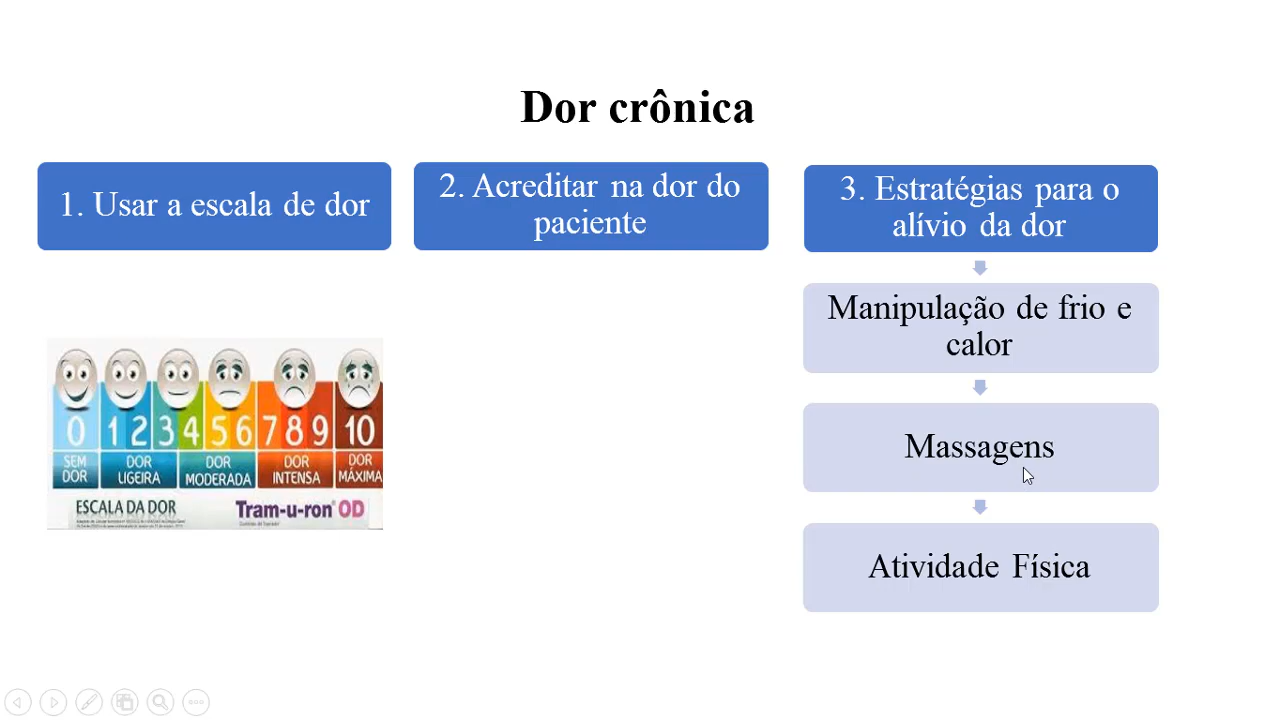 Dor crônica
1. Usar a escala de dor
2. Acreditar na dor do
paciente
3. Estratégias para o
alívio da dor
Manipulação de frio e
calor
Massagens
Atividade Física
0 1 2 3 4 5 6 7 8 9 10
SEM
DOR
DOR
LIGEIRA
DOR
MODERADA
DOR
INTENSA
DOR
MÁXIMA
ESCALA DA DOR
Tram-u-ron® OD